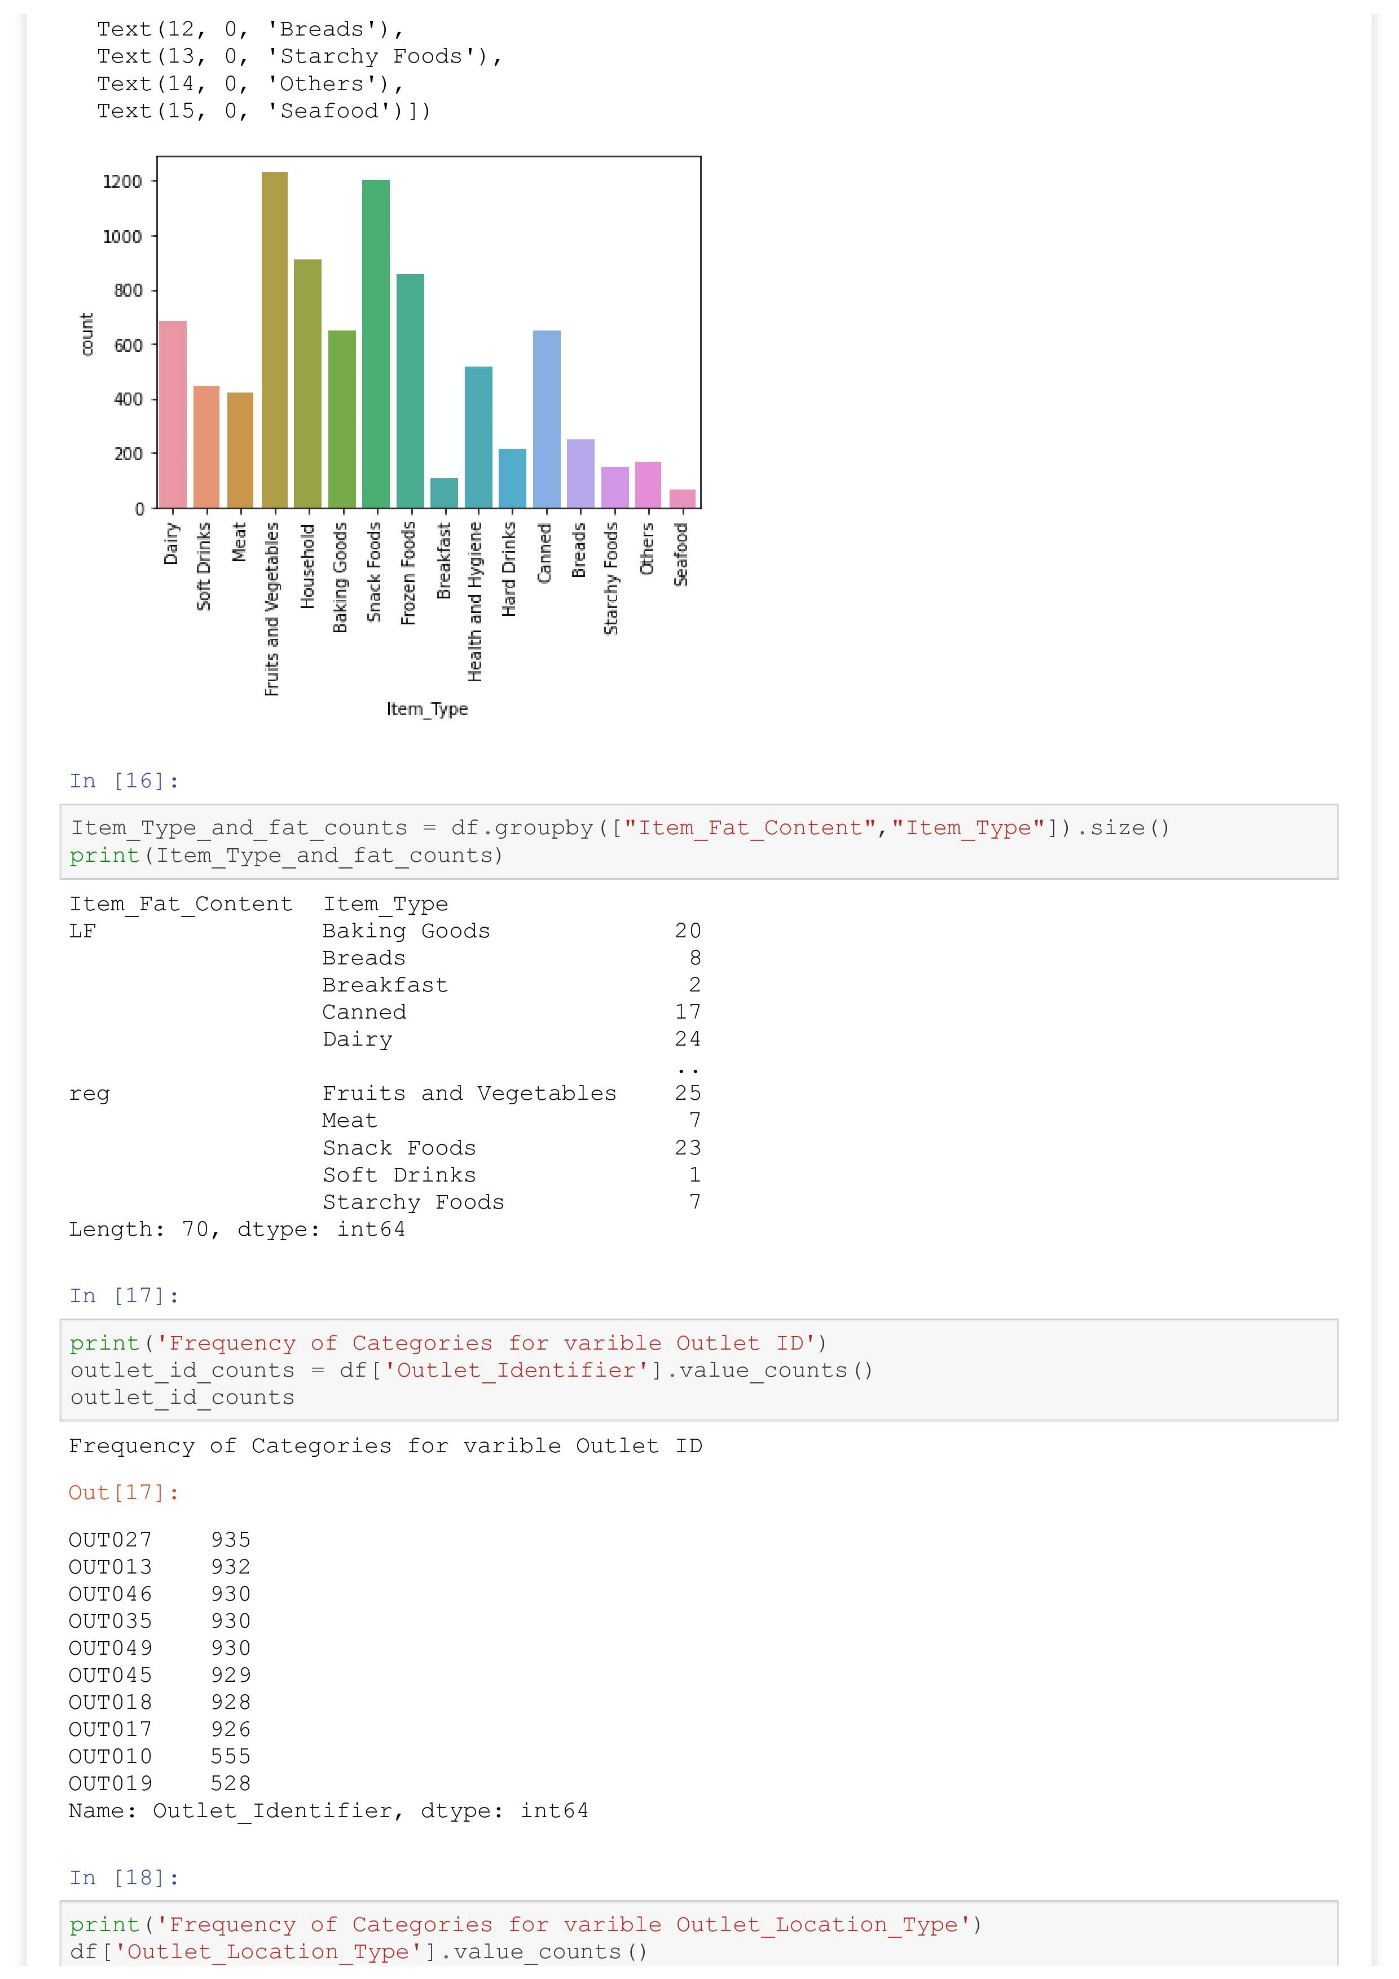 Text(12, 0, 'Breads'),
Text(13, 0, 'Starchy Foods'),
Text(14, 0, 'Others'),
Text(15, 0, 'Seafood')])
1200
1000
800
600
400
200
0
count
Dairy
Soft Drinks
Meat
Fruits and Vegetables
Household
Baking Goods
Snack Foods
Frozen Foods
Breakfast
Health and Hygiene
Hard Drinks
Canned
Breads
Starchy Foods
Others
Seafood
Item_Type
In [16]:
Item_Type_and_fat_counts = df.groupby(["Item_Fat_Content","Item_Type"]).size()
print(Item_Type_and_fat_counts)
Item_Fat_Content  Item_Type
LF                Baking Goods             20
                  Breads                    8
                  Breakfast                 2
                  Canned                   17
                  Dairy                    24
                                           ..
reg               Fruits and Vegetables    25
                  Meat                      7
                  Snack Foods              23
                  Soft Drinks               1
                  Starchy Foods             7
Length: 70, dtype: int64
In [17]:
print('Frequency of Categories for varible Outlet ID')
outlet_id_counts = df['Outlet_Identifier'].value_counts()
outlet_id_counts
Frequency of Categories for varible Outlet ID
Out[17]:
OUT027    935
OUT013    932
OUT046    930
OUT035    930
OUT049    930
OUT045    929
OUT018    928
OUT017    926
OUT010    555
OUT019    528
Name: Outlet_Identifier, dtype: int64
In [18]:
print('Frequency of Categories for varible Outlet_Location_Type')
df['Outlet_Location_Type'].value_counts()